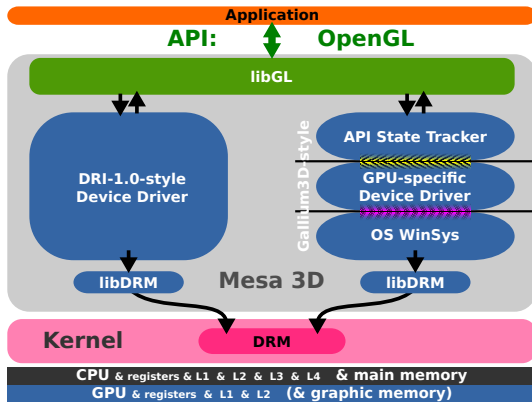 Application
API: OpenGL
libGL
API State Tracker
DRI-1.0-style
Device Driver
Gallium3D-style
GPU-specific
Device Driver
OS WinSys
libDRM
Mesa 3D
libDRM
Kernel
DRM
CPU & registers & L1 & L2 & L3 & L4 & main memory
GPU & registers & L1 & L2 (& graphic memory)